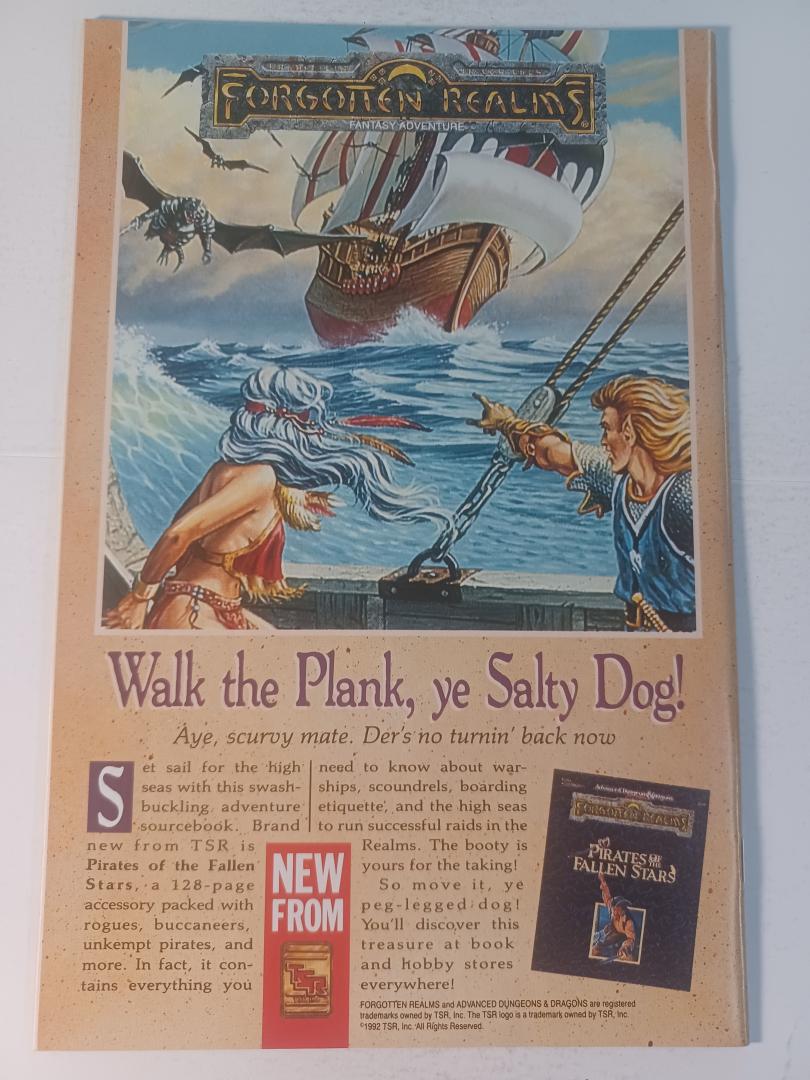 FORGOTTEN REALMS®
FANTASY ADVENTURE
Walk the Plank, ye Salty Dog!
Aye, scurvy mate. Der's no turnin' back now
Set sail for the high
seas with this swash-
buckling adventure
sourcebook. Brand
new from TSR is
Pirates of the Fallen
Stars, a 128-page
accessory packed with
rogues, buccaneers,
unkempt pirates, and
more. In fact, it con-
tains everything you
need to know about war-
ships, scoundrels, boarding
etiquette, and the high seas
to run successful raids in the
Realms. The booty is
yours for the taking!
So move it, ye
peg-legged dog!
You'll discover this
treasure at book
and hobby stores
everywhere!
NEW
FROM
TSR
Advanced Dungeons & Dragons
FORGOTTEN REALMS
PIRATES OF THE
FALLEN STARS
FORGOTTEN REALMS and ADVANCED DUNGEONS & DRAGONS are registered
trademarks owned by TSR, Inc. The TSR logo is a trademark owned by TSR, Inc.
©1992 TSR, Inc. All Rights Reserved.